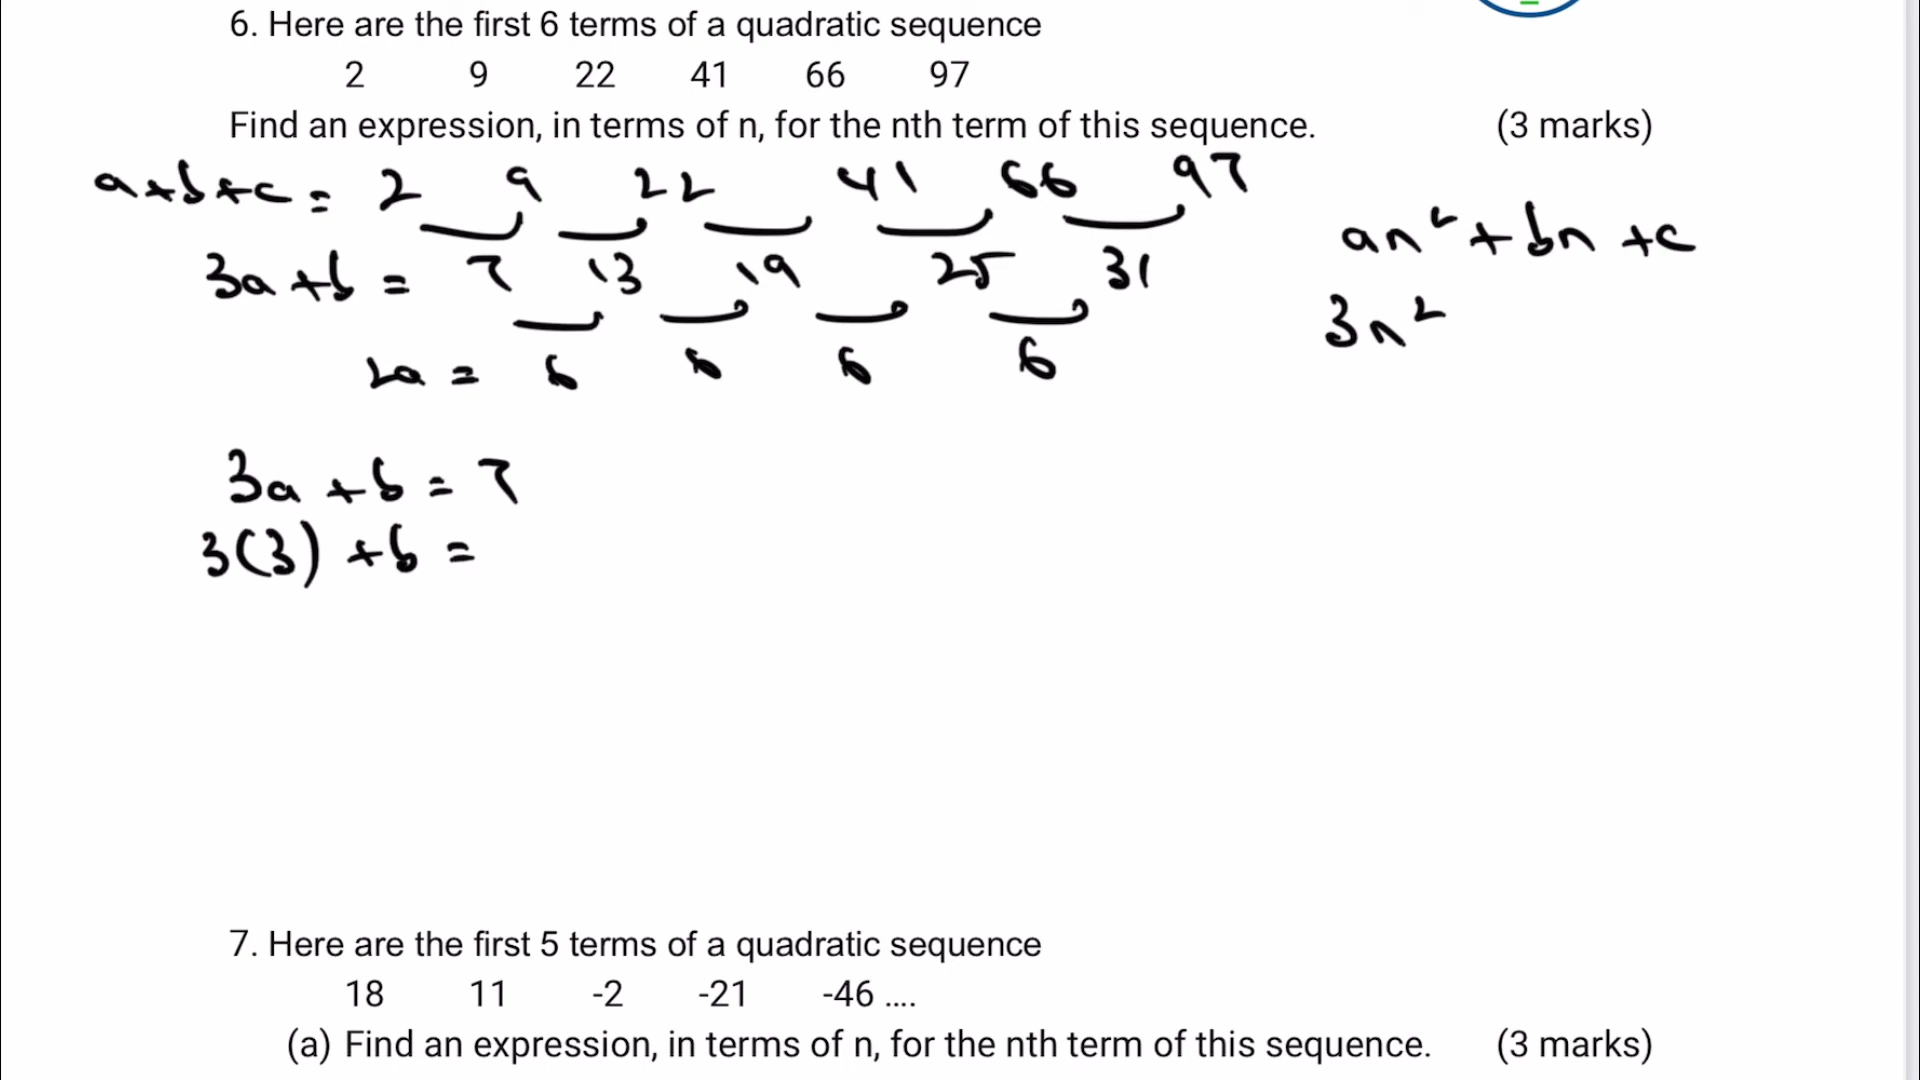 6. Here are the first 6 terms of a quadratic sequence
2 9 22 41 66 97
Find an expression, in terms of n, for the nth term of this sequence. (3 marks)
a+b+c = 2 9 22 41 66 97
an² + bn + c
3a+b = 7 13 19 25 31
3n²
2a = 6 6 6 6
3a + b = 7
3(3) + b =
7. Here are the first 5 terms of a quadratic sequence
18 11 -2 -21 -46 ....
(a) Find an expression, in terms of n, for the nth term of this sequence. (3 marks)